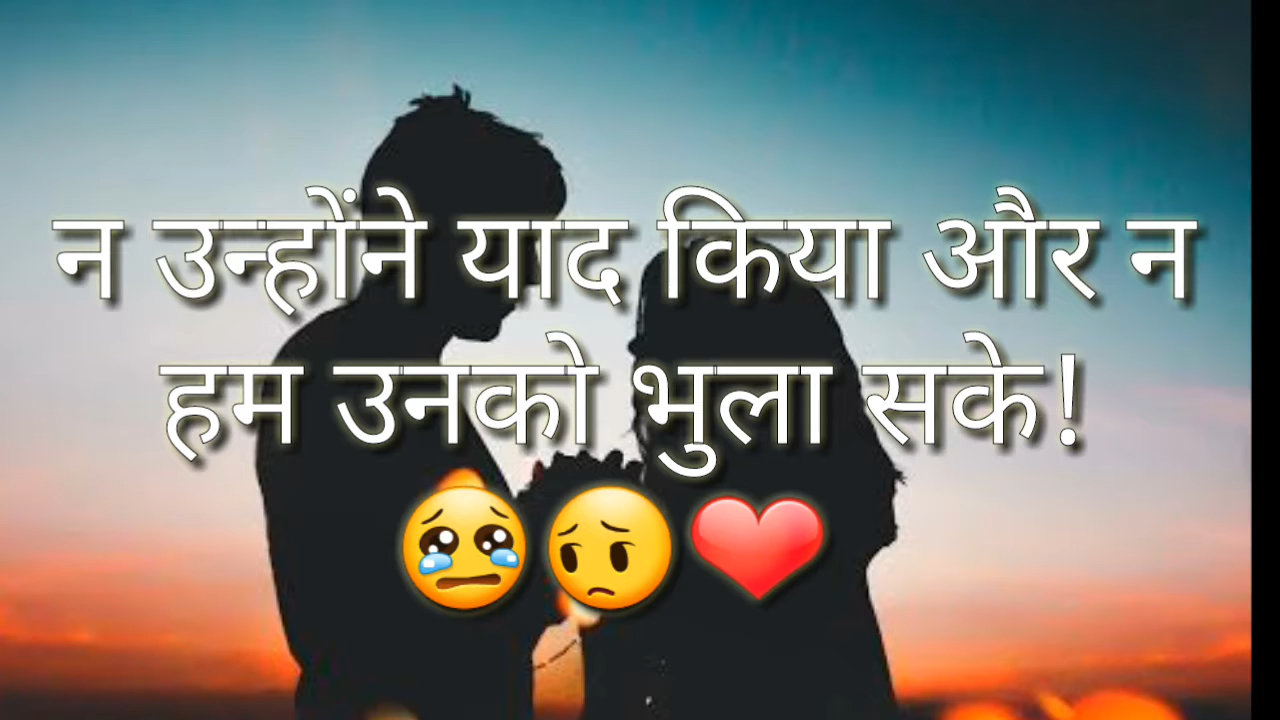 न उन्होंने याद किया और न
हम उनको भुला सके!
😢😔❤